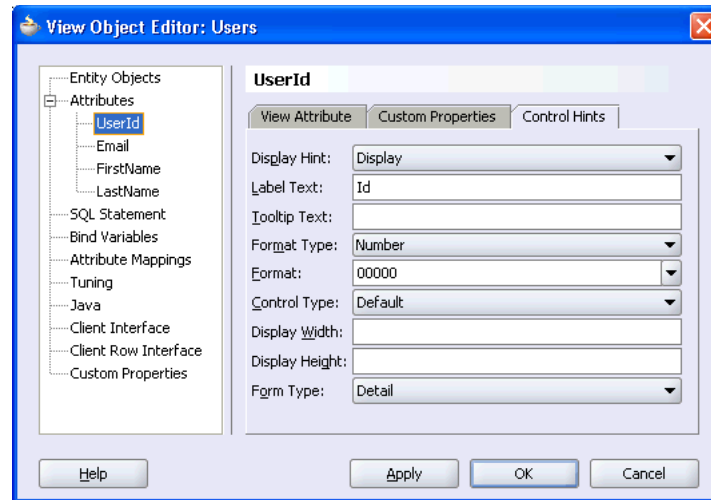 View Object Editor: Users
Entity Objects
Attributes
UserId
Email
FirstName
LastName
SQL Statement
Bind Variables
Attribute Mappings
Tuning
Java
Client Interface
Client Row Interface
Custom Properties
UserId
View Attribute Custom Properties Control Hints
Display Hint: Display
Label Text: Id
Tooltip Text:
Format Type: Number
Format: 00000
Control Type: Default
Display Width:
Display Height:
Form Type: Detail
Help Apply OK Cancel